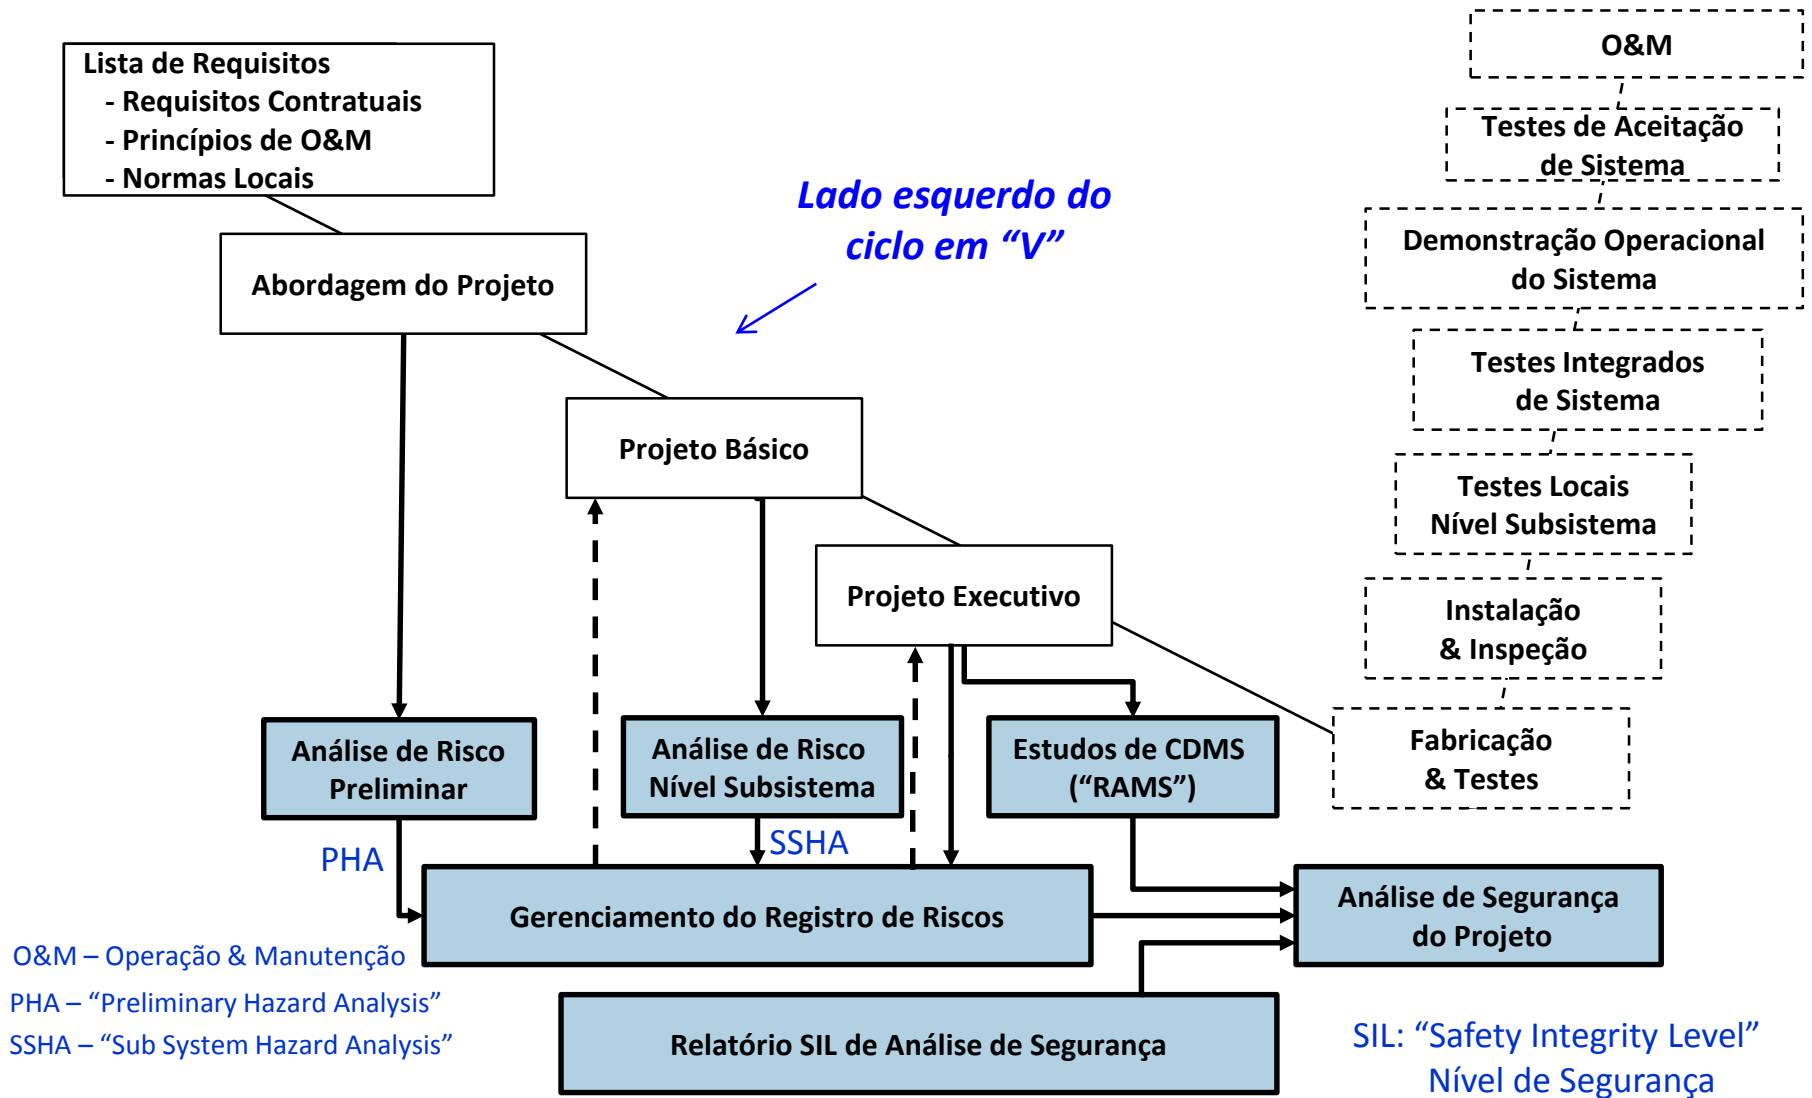 Lista de Requisitos
- Requisitos Contratuais
- Princípios de O&M
- Normas Locais
Abordagem do Projeto
Lado esquerdo do
ciclo em “V”
Projeto Básico
Projeto Executivo
O&M
Testes de Aceitação
de Sistema
Demonstração Operacional
do Sistema
Testes Integrados
de Sistema
Testes Locais
Nível Subsistema
Instalação
& Inspeção
Fabricação
& Testes
Análise de Risco
Preliminar
Análise de Risco
Nível Subsistema
Estudos de CDMS
(“RAMS”)
PHA
SSHA
Gerenciamento do Registro de Riscos
Análise de Segurança
do Projeto
Relatório SIL de Análise de Segurança
O&M – Operação & Manutenção
PHA – “Preliminary Hazard Analysis”
SSHA – “Sub System Hazard Analysis”
SIL: “Safety Integrity Level”
Nível de Segurança